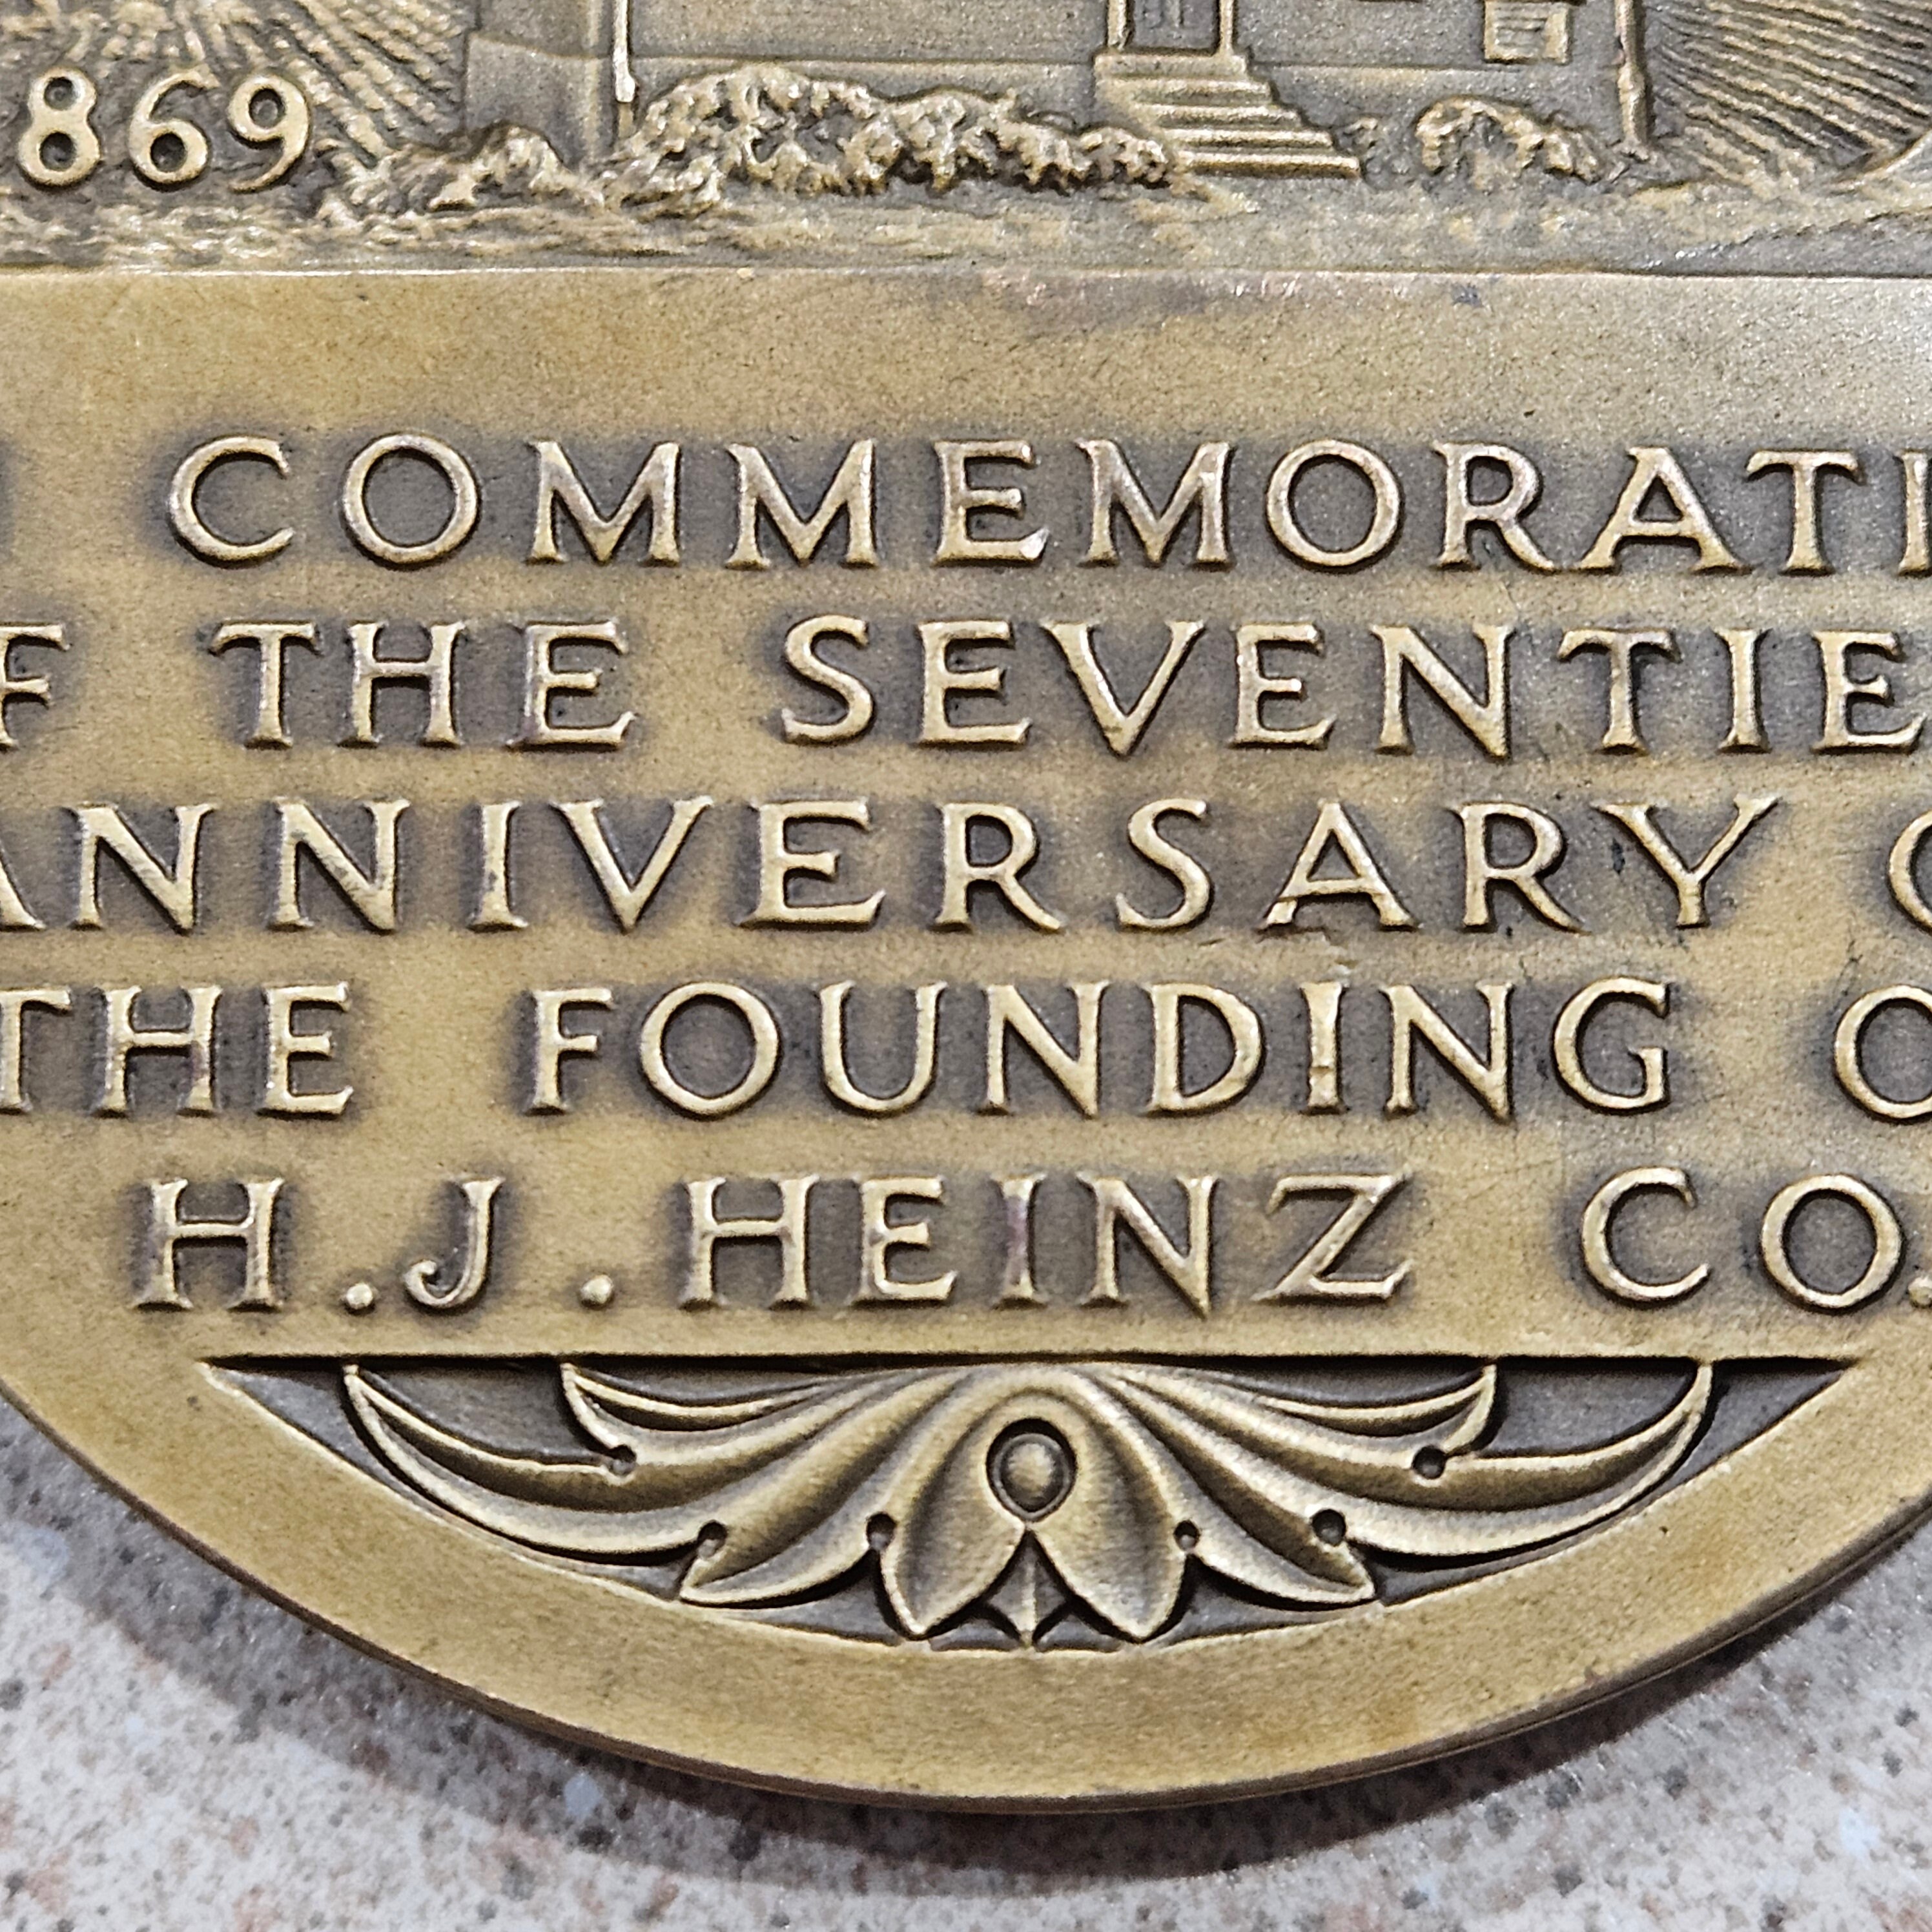 869
COMMEMORATI
F THE SEVENTIE
ANNIVERSARY O
THE FOUNDING O
H.J. HEINZ CO.